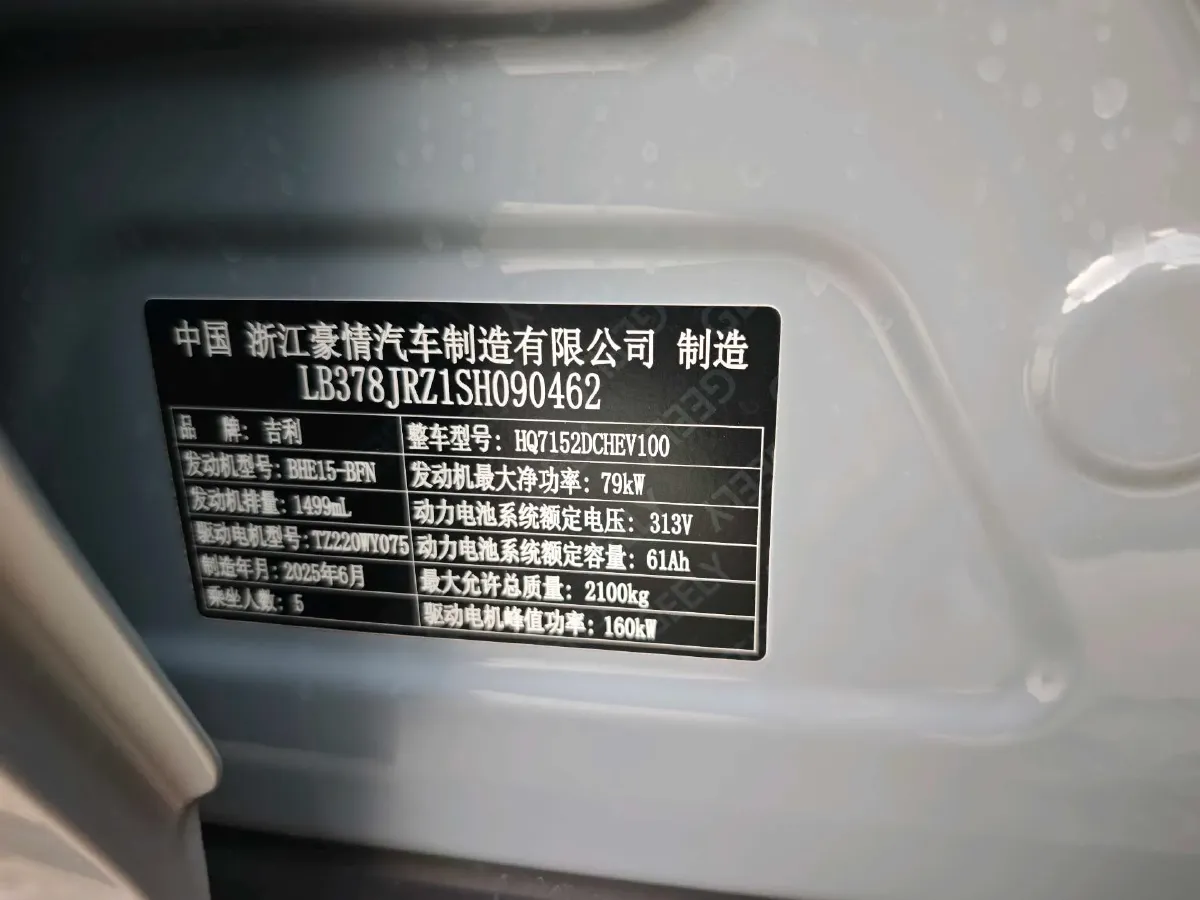 中国 浙江豪情汽车制造有限公司 制造
LB378JRZ1SH090462
品 牌: 吉利 整车型号: HQ7152DCHEV100
发动机型号: BHE15-BFN 发动机最大净功率: 79kW
发动机排量: 1499mL 动力电池系统额定电压: 313V
驱动电机型号: TZ220WY075 动力电池系统额定容量: 61Ah
制造年月: 2025年6月 最大允许总质量: 2100kg
乘坐人数: 5 驱动电机峰值功率: 160kW
GEELY
GEELY
GEELY